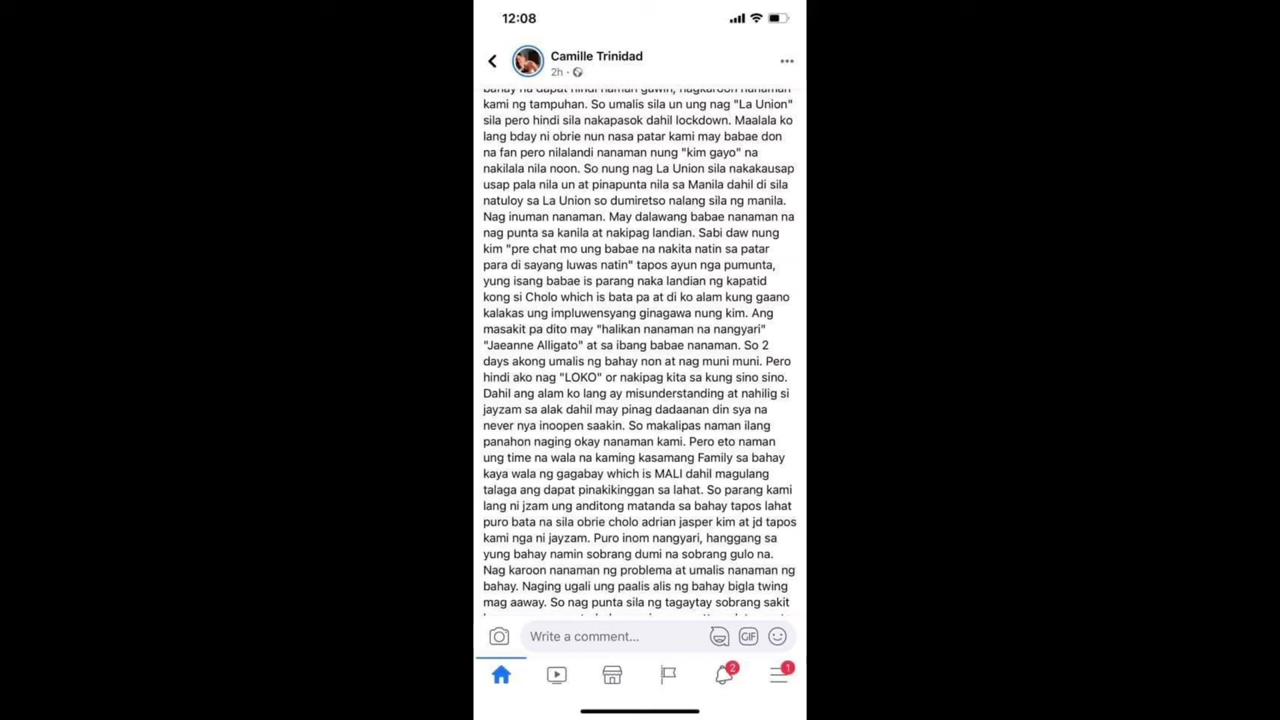 12:08
Camille Trinidad
2h ·
bahay na dapat hindi naman gawin, nagkaroon nanaman
kami ng tampuhan. So umalis sila un ung nag "La Union"
sila pero hindi sila nakapasok dahil lockdown. Maalala ko
lang bday ni obrie nun nasa patar kami may babae don
na fan pero nilalandi nanaman nung "kim gayo" na
nakilala nila noon. So nung nag La Union sila nakakausap
usap pala nila un at pinapunta nila sa Manila dahil di sila
natuloy sa La Union so dumiretso nalang sila ng manila.
Nag inuman nanaman. May dalawang babae nanaman na
nag punta sa kanila at nakipag landian. Sabi daw nung
kim "pre chat mo ung babae na nakita natin sa patar
para di sayang luwas natin" tapos ayun nga pumunta,
yung isang babae is parang naka landian ng kapatid
kong si Cholo which is bata pa at di ko alam kung gaano
kalakas ung impluwensyang ginagawa nung kim. Ang
masakit pa dito may "halikan nanaman na nangyari"
"Jaeanne Alligato" at sa ibang babae nanaman. So 2
days akong umalis ng bahay non at nag muni muni. Pero
hindi ako nag "LOKO" or nakipag kita sa kung sino sino.
Dahil ang alam ko lang ay misunderstanding at nahilig si
jayzam sa alak dahil may pinag dadaanan din sya na
never nya inoopen saakin. So makalipas naman ilang
panahon naging okay nanaman kami. Pero eto naman
ung time na wala na kaming kasamang Family sa bahay
kaya wala ng gagabay which is MALI dahil magulang
talaga ang dapat pinakikinggan sa lahat. So parang kami
lang ni jzam ung anditong matanda sa bahay tapos lahat
puro bata na sila obrie cholo adrian jasper kim at jd tapos
kami nga ni jayzam. Puro inom nangyari, hanggang sa
yung bahay namin sobrang dumi na sobrang gulo na.
Nag karoon nanaman ng problema at umalis nanaman ng
bahay. Naging ugali ung paalis alis ng bahay bigla twing
mag aaway. So nag punta sila ng tagaytay sobrang sakit
Write a comment...
GIF
2
1